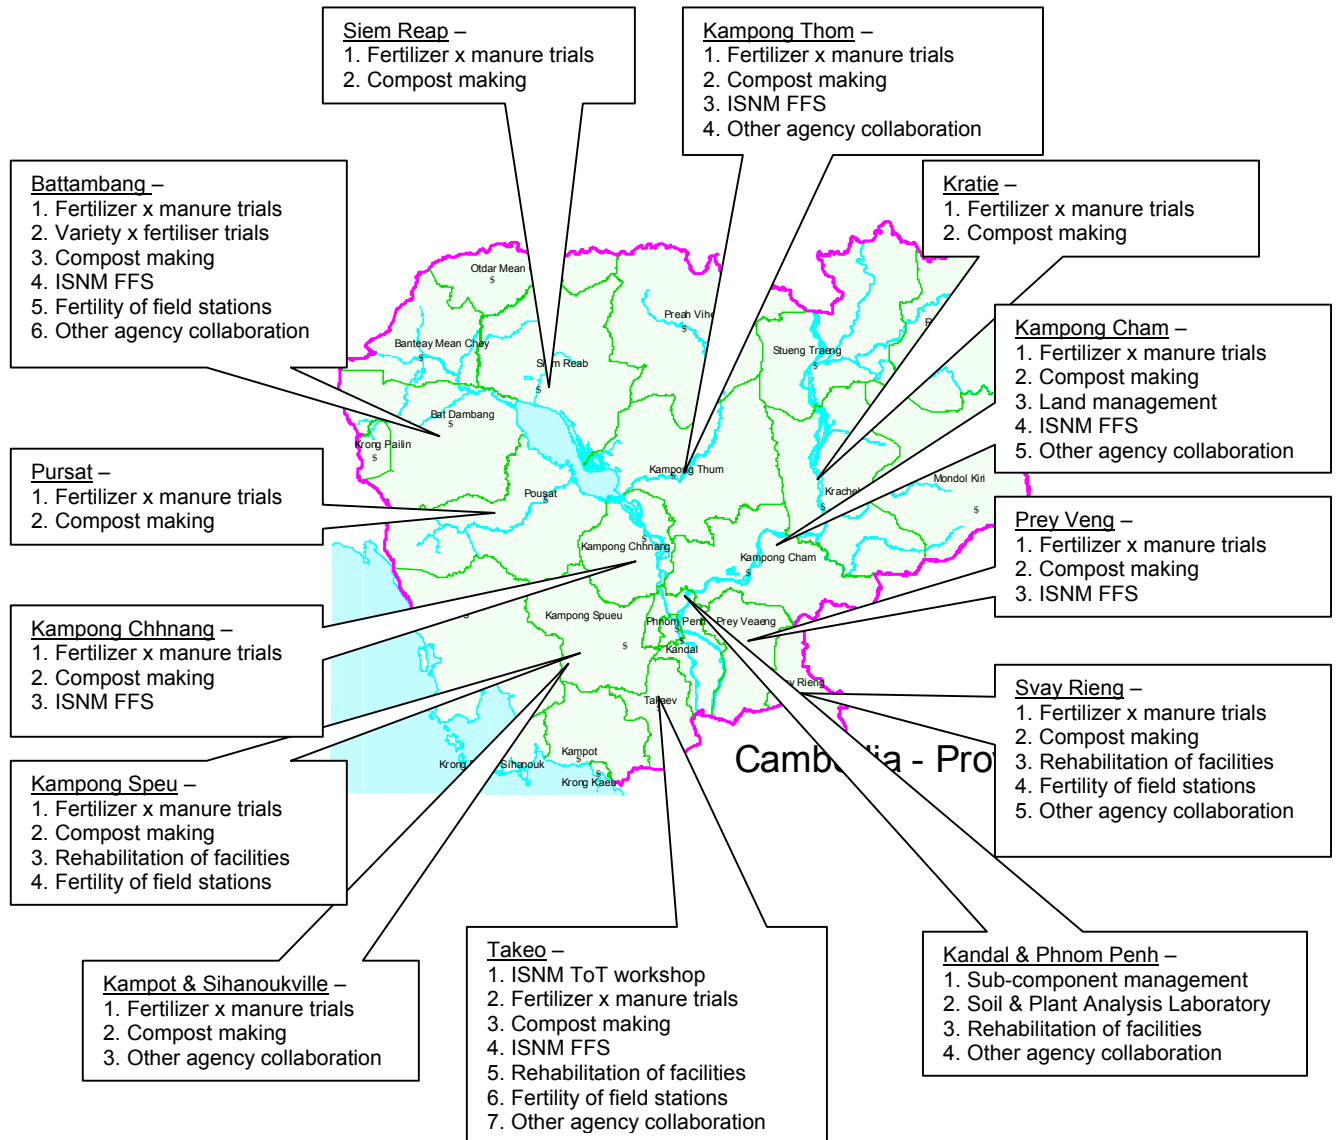 Siem Reap –
1. Fertilizer x manure trials
2. Compost making
Kampong Thom –
1. Fertilizer x manure trials
2. Compost making
3. ISNM FFS
4. Other agency collaboration
Battambang –
1. Fertilizer x manure trials
2. Variety x fertiliser trials
3. Compost making
4. ISNM FFS
5. Fertility of field stations
6. Other agency collaboration
Kratie –
1. Fertilizer x manure trials
2. Compost making
Kampong Cham –
1. Fertilizer x manure trials
2. Compost making
3. Land management
4. ISNM FFS
5. Other agency collaboration
Pursat –
1. Fertilizer x manure trials
2. Compost making
Prey Veng –
1. Fertilizer x manure trials
2. Compost making
3. ISNM FFS
Kampong Chhnang –
1. Fertilizer x manure trials
2. Compost making
3. ISNM FFS
Svay Rieng –
1. Fertilizer x manure trials
2. Compost making
3. Rehabilitation of facilities
4. Fertility of field stations
5. Other agency collaboration
Kampong Speu –
1. Fertilizer x manure trials
2. Compost making
3. Rehabilitation of facilities
4. Fertility of field stations
Kampot & Sihanoukville –
1. Fertilizer x manure trials
2. Compost making
3. Other agency collaboration
Takeo –
1. ISNM ToT workshop
2. Fertilizer x manure trials
3. Compost making
4. ISNM FFS
5. Rehabilitation of facilities
6. Fertility of field stations
7. Other agency collaboration
Kandal & Phnom Penh –
1. Sub-component management
2. Soil & Plant Analysis Laboratory
3. Rehabilitation of facilities
4. Other agency collaboration
Otdar Mean
Preah Vihe
Banteay Mean Chey
Stueng Traeng
Reab
Bat Dambang
Krong Pailin
Kampong Thum
Pousat
Krache
Mondol Kiri
Kampong Chhnang
Kampong Cham
Kampong Spueu
Phnom Penh
Prey Veaeng
Kandal
Rieng
Takaev
Kampot
Krong
Sihanouk
Krong Kaeb
- Pro